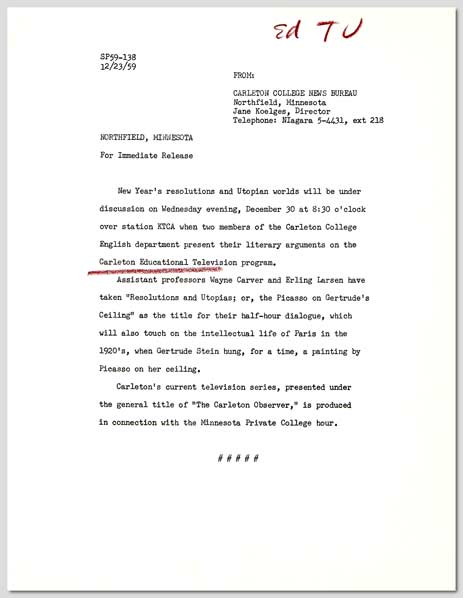 Ed TV
SP59-138
12/23/59
FROM:
CARLETON COLLEGE NEWS BUREAU
Northfield, Minnesota
Jane Koelges, Director
Telephone: NIagara 5-4431, ext 218
NORTHFIELD, MINNESOTA
For Immediate Release
New Year's resolutions and Utopian worlds will be under
discussion on Wednesday evening, December 30 at 8:30 o'clock
over station KTCA when two members of the Carleton College
English department present their literary arguments on the
Carleton Educational Television program.
Assistant professors Wayne Carver and Erling Larsen have
taken "Resolutions and Utopias; or, the Picasso on Gertrude's
Ceiling" as the title for their half-hour dialogue, which
will also touch on the intellectual life of Paris in the
1920's, when Gertrude Stein hung, for a time, a painting by
Picasso on her ceiling.
Carleton's current television series, presented under
the general title of "The Carleton Observer," is produced
in connection with the Minnesota Private College hour.
# # # # #